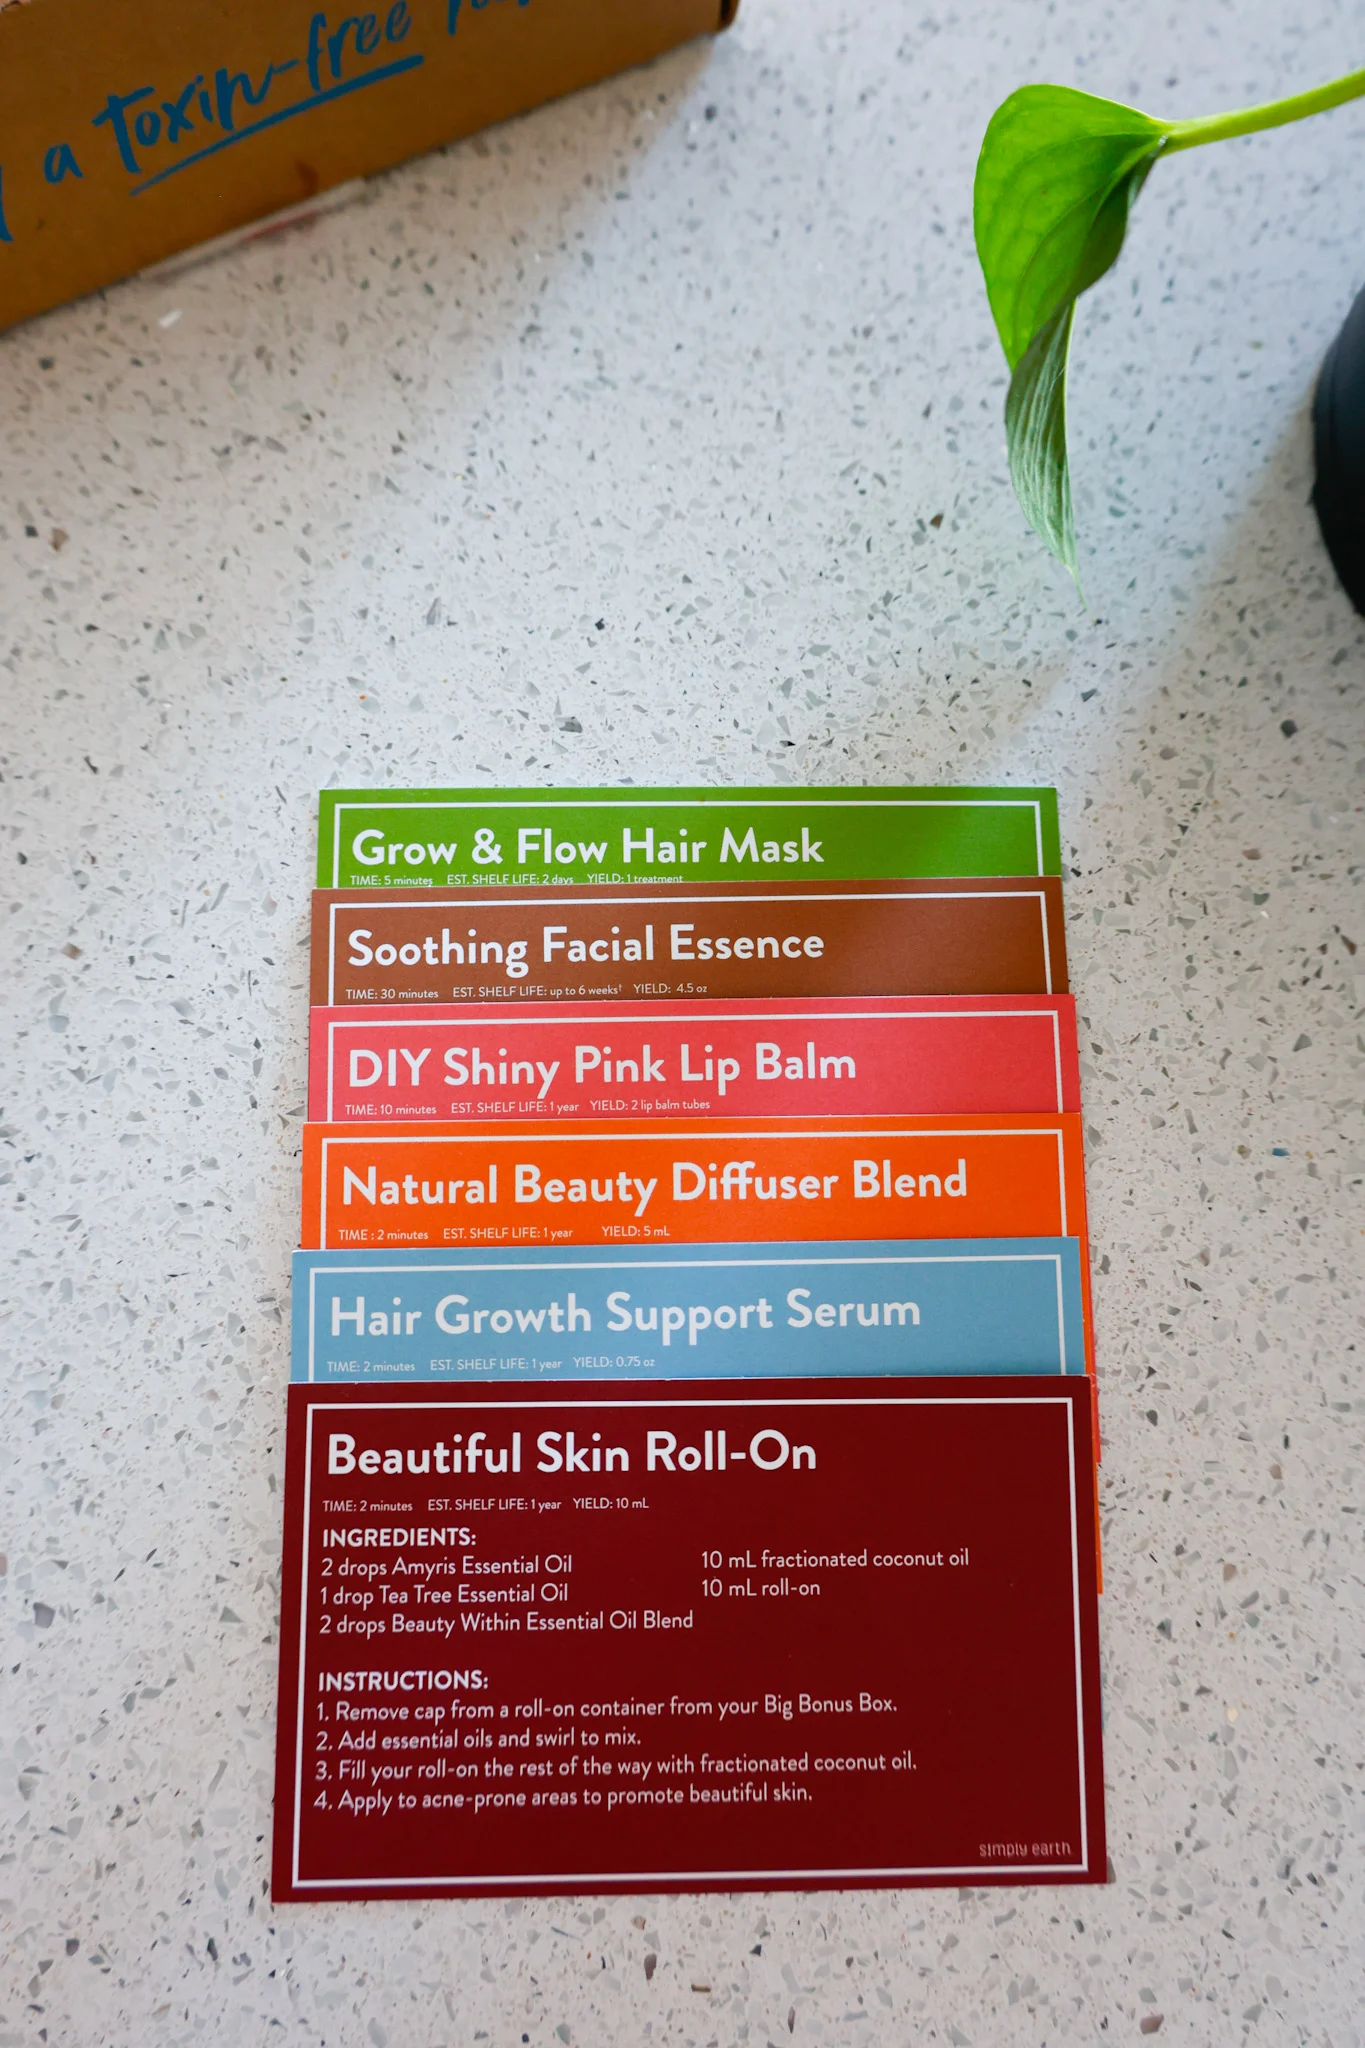 a toxin-free
Grow & Flow Hair Mask
TIME: 5 minutes EST. SHELF LIFE: 2 days YIELD: 1 treatment
Soothing Facial Essence
TIME: 30 minutes EST. SHELF LIFE: up to 6 weeks† YIELD: 4.5 oz
DIY Shiny Pink Lip Balm
TIME: 10 minutes EST. SHELF LIFE: 1 year YIELD: 2 lip balm tubes
Natural Beauty Diffuser Blend
TIME : 2 minutes EST. SHELF LIFE: 1 year YIELD: 5 mL
Hair Growth Support Serum
TIME: 2 minutes EST. SHELF LIFE: 1 year YIELD: 0.75 oz
Beautiful Skin Roll-On
TIME: 2 minutes EST. SHELF LIFE: 1 year YIELD: 10 mL
INGREDIENTS:
2 drops Amyris Essential Oil
1 drop Tea Tree Essential Oil
2 drops Beauty Within Essential Oil Blend
10 mL fractionated coconut oil
10 mL roll-on
INSTRUCTIONS:
1. Remove cap from a roll-on container from your Big Bonus Box.
2. Add essential oils and swirl to mix.
3. Fill your roll-on the rest of the way with fractionated coconut oil.
4. Apply to acne-prone areas to promote beautiful skin.
simply earth